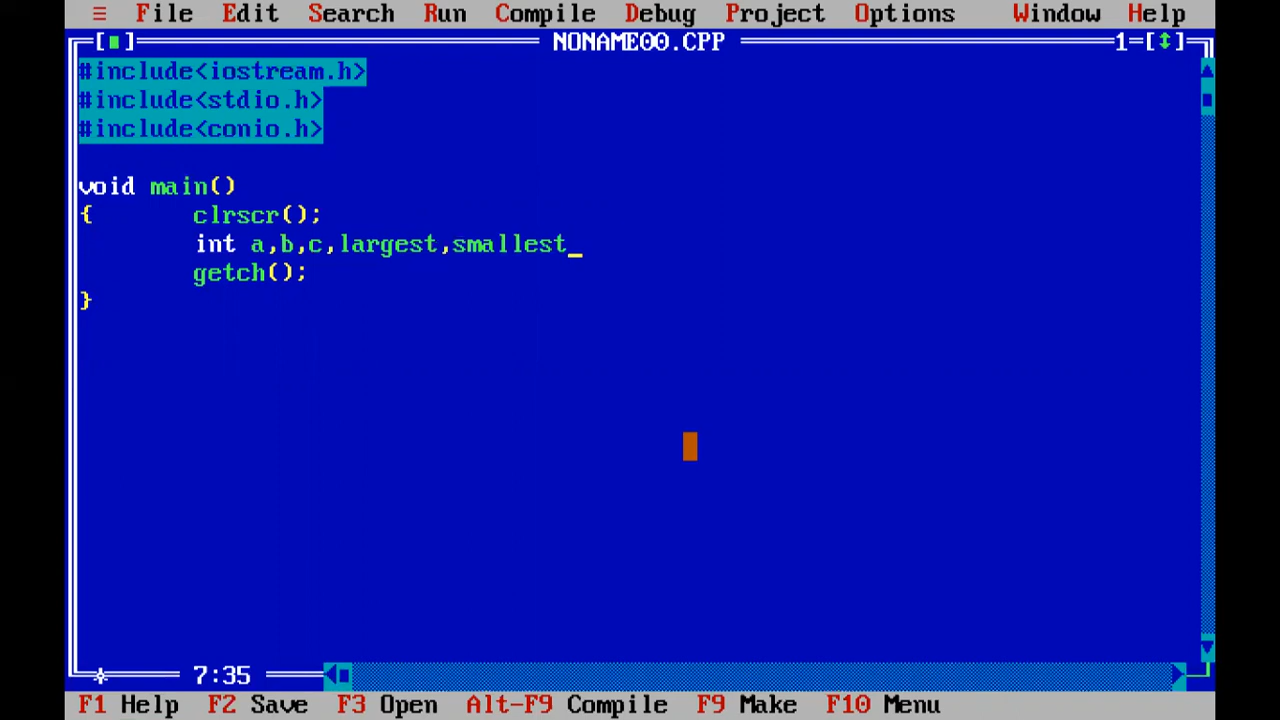 ≡ File Edit Search Run Compile Debug Project Options Window Help
[■] NONAME00.CPP 1=[↕]
#include<iostream.h>
#include<stdio.h>
#include<conio.h>
void main()
{ clrscr();
int a,b,c,largest,smallest_
getch();
}
7:35
F1 Help F2 Save F3 Open Alt-F9 Compile F9 Make F10 Menu